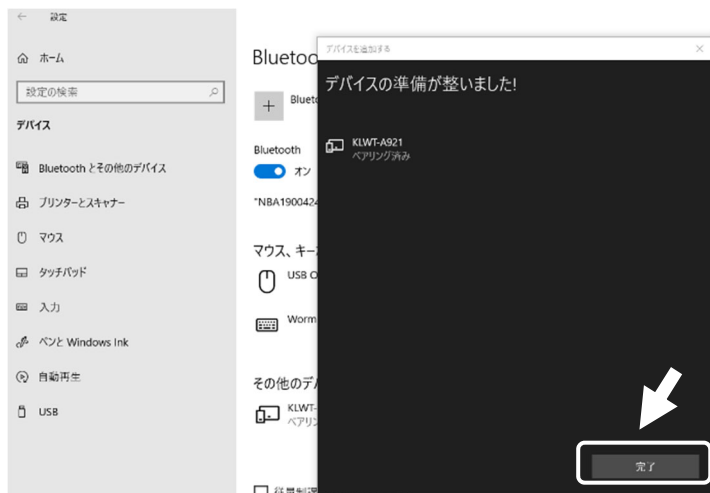 設定
ホーム
設定の検索
デバイス
Bluetooth とその他のデバイス
プリンターとスキャナー
マウス
タッチパッド
入力
ペンと Windows Ink
自動再生
USB
Bluetoo
Blueto
Bluetooth
オン
"NBA1900424
マウス、キー
USB O
Worm
その他のデバ
KLWT-
ペアリン
デバイスを追加する
デバイスの準備が整いました!
KLWT-A921
ペアリング済み
完了